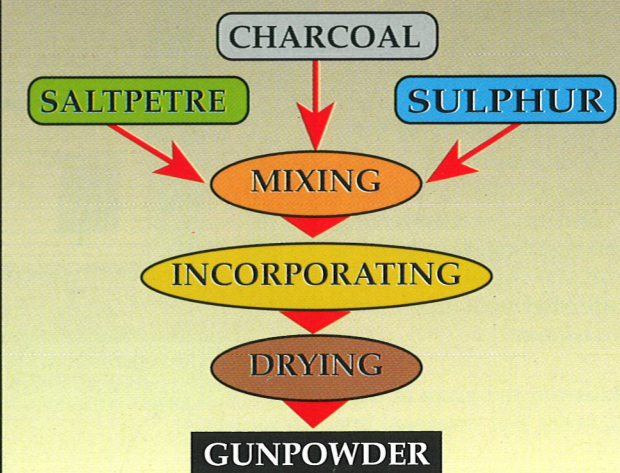 CHARCOAL
SALTPETRE
SULPHUR
MIXING
INCORPORATING
DRYING
GUNPOWDER